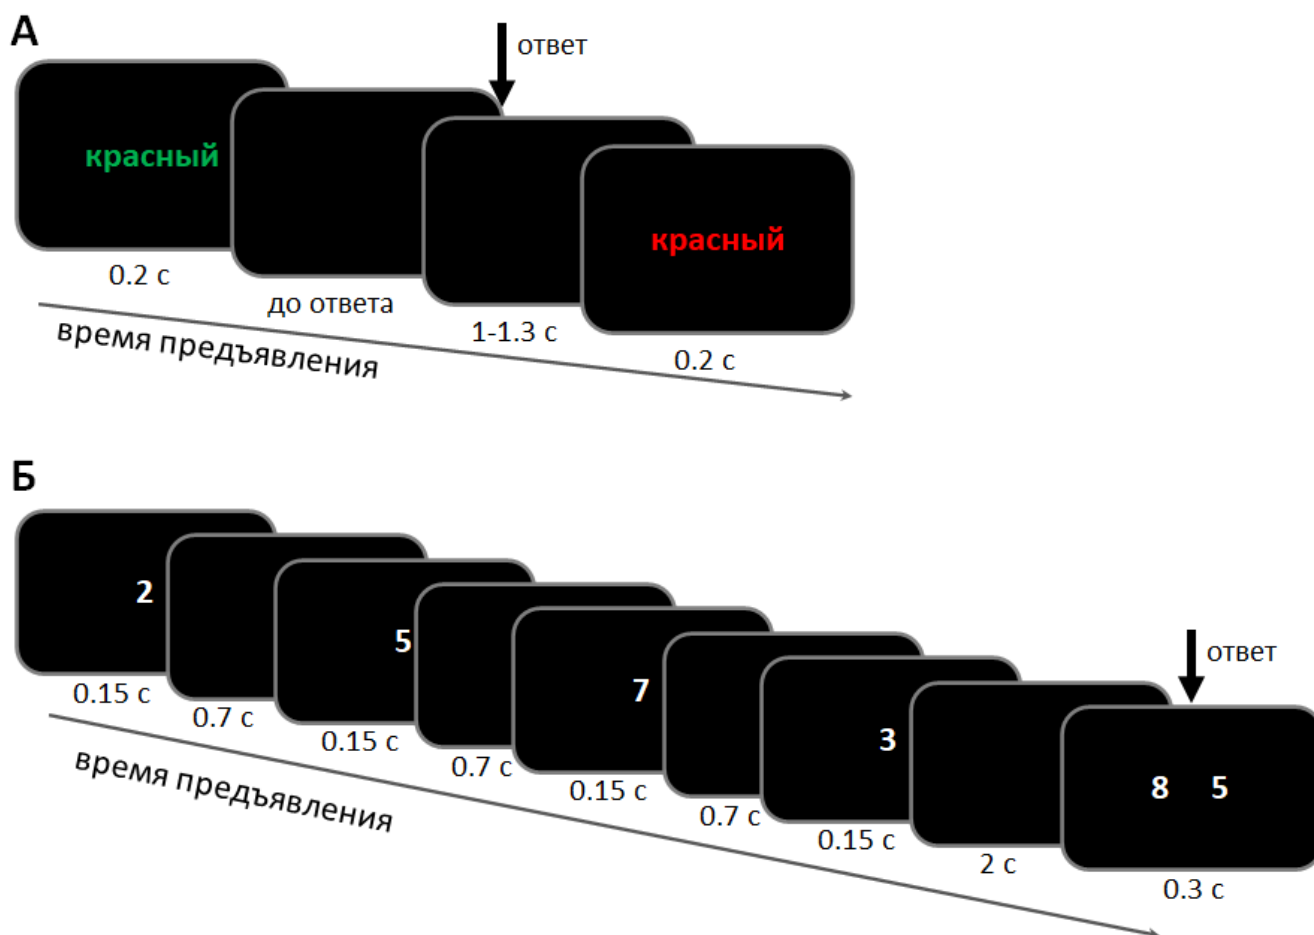 А
ответ
красный
красный
0.2 с
до ответа
1-1.3 с
0.2 с
время предъявления
Б
2
5
7
3
8 5
ответ
0.15 с
0.7 с
0.15 с
0.7 с
0.15 с
0.7 с
0.15 с
2 с
0.3 с
время предъявления